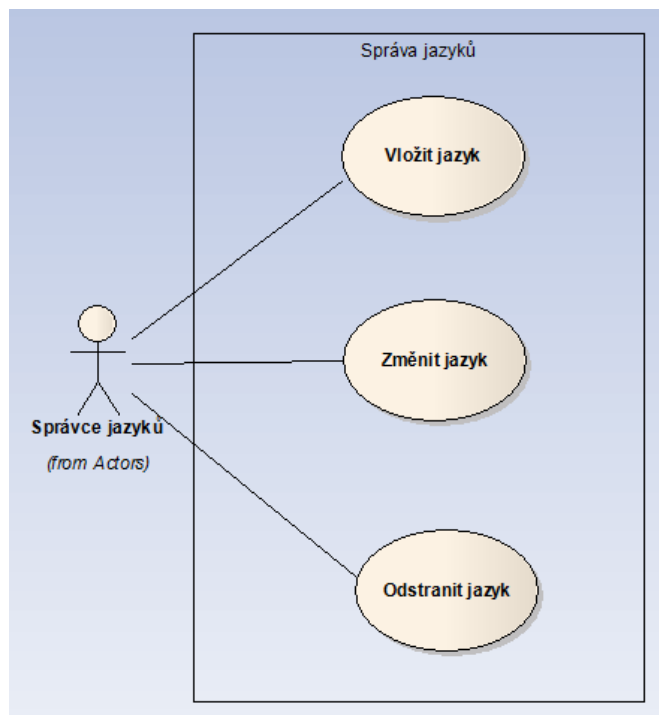 Správa jazyků
Vložit jazyk
Změnit jazyk
Správce jazyků
(from Actors)
Odstranit jazyk